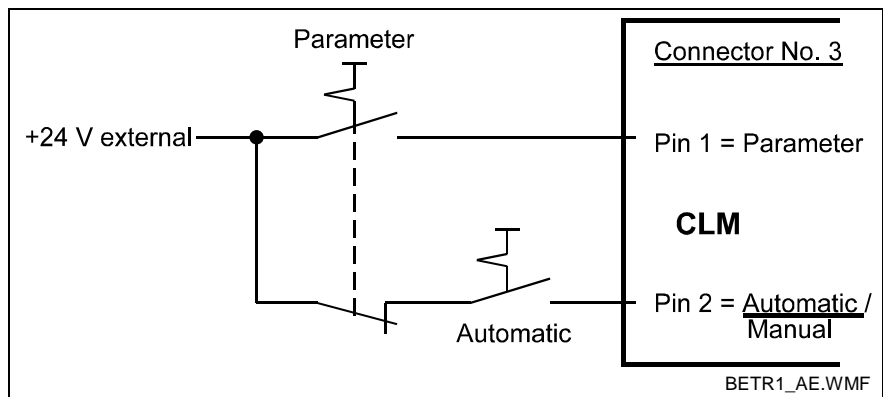 Parameter
Connector No. 3
+24 V external
Pin 1 = Parameter
CLM
Pin 2 = Automatic /
Manual
Automatic
BETR1_AE.WMF